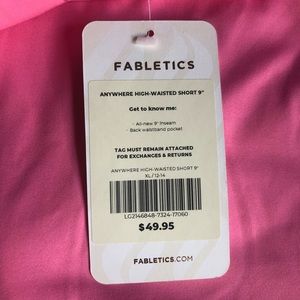 FABLETICS
ANYWHERE HIGH-WAISTED SHORT 9"
Get to know me:
- All-new 9" Inseam
- Back waistband pocket
TAG MUST REMAIN ATTACHED
FOR EXCHANGES & RETURNS
ANYWHERE HIGH-WAISTED SHORT 9"
XL / 12-14
LG2146848-7324-17060
$49.95
FABLETICS.COM